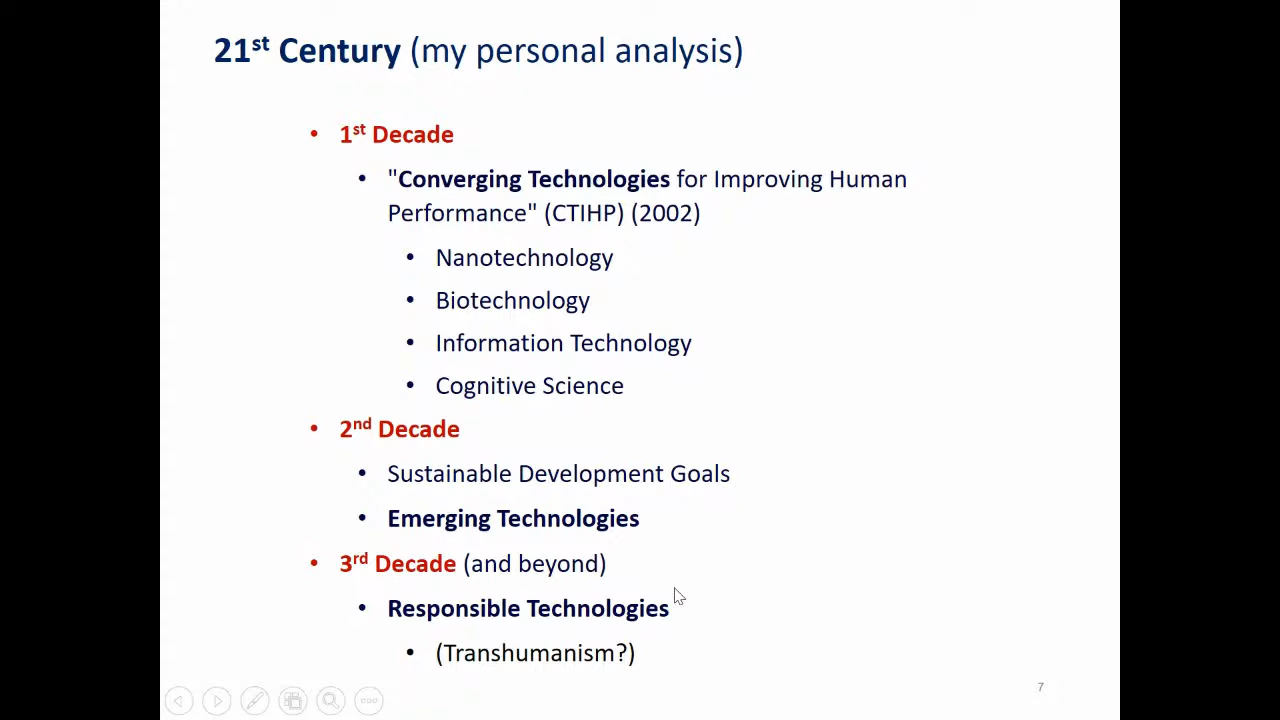 21st Century (my personal analysis)
• 1st Decade
• "Converging Technologies for Improving Human
Performance" (CTIHP) (2002)
• Nanotechnology
• Biotechnology
• Information Technology
• Cognitive Science
• 2nd Decade
• Sustainable Development Goals
• Emerging Technologies
• 3rd Decade (and beyond)
• Responsible Technologies
• (Transhumanism?)
7